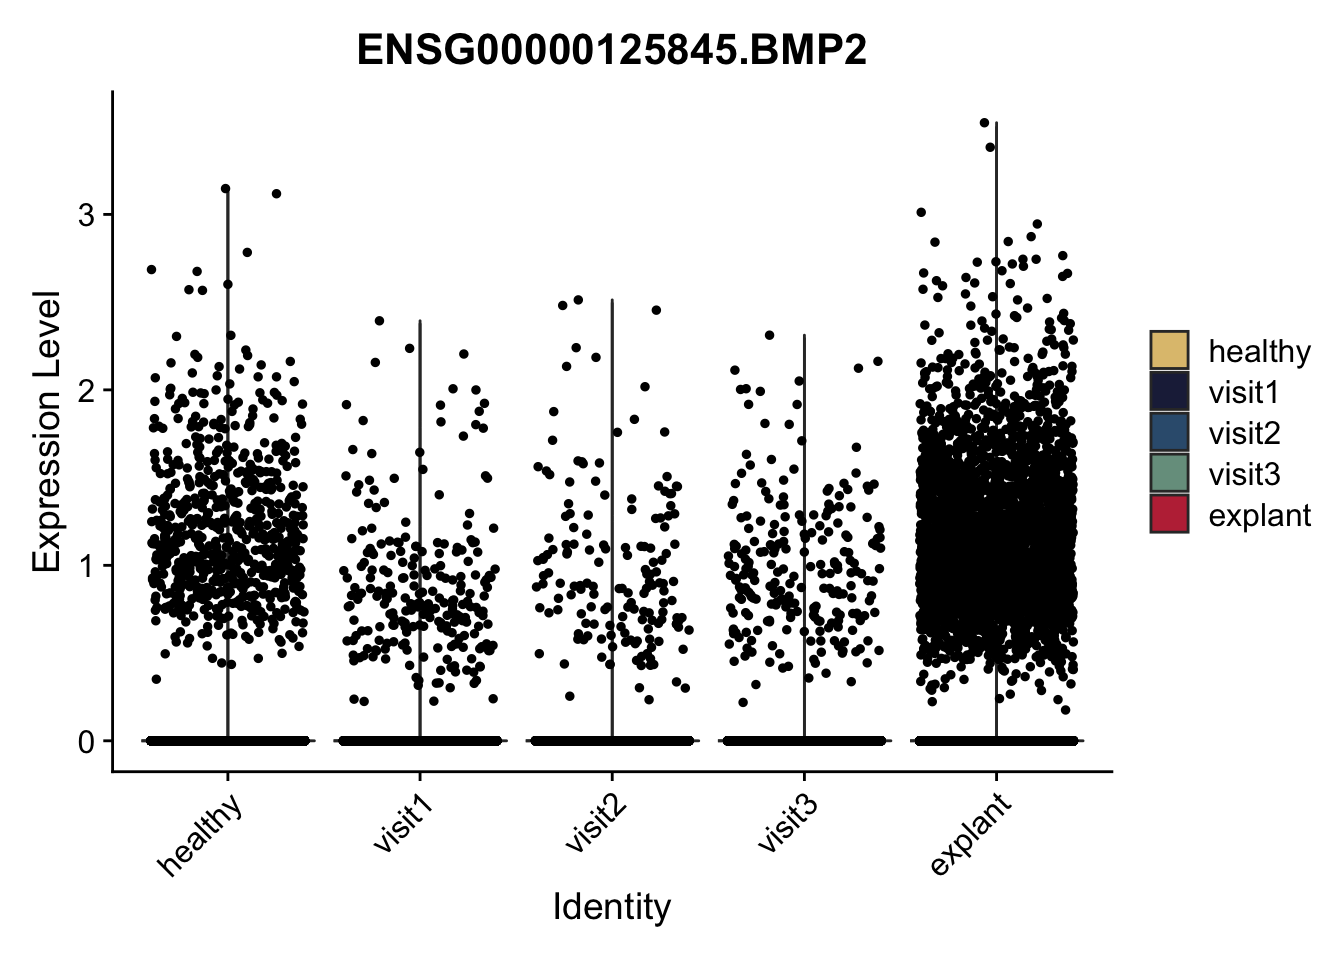 ENSG00000125845.BMP2
Expression Level
3
2
1
0
healthy
visit1
visit2
visit3
explant
Identity
healthy
visit1
visit2
visit3
explant